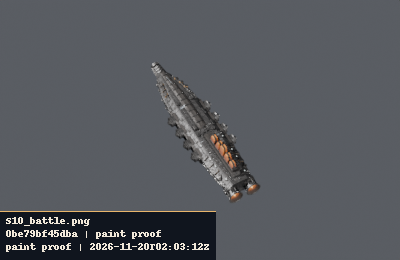 S10_battle.png
0be79bf45dba | paint proof
paint proof | 2026-11-20T02:03:12Z